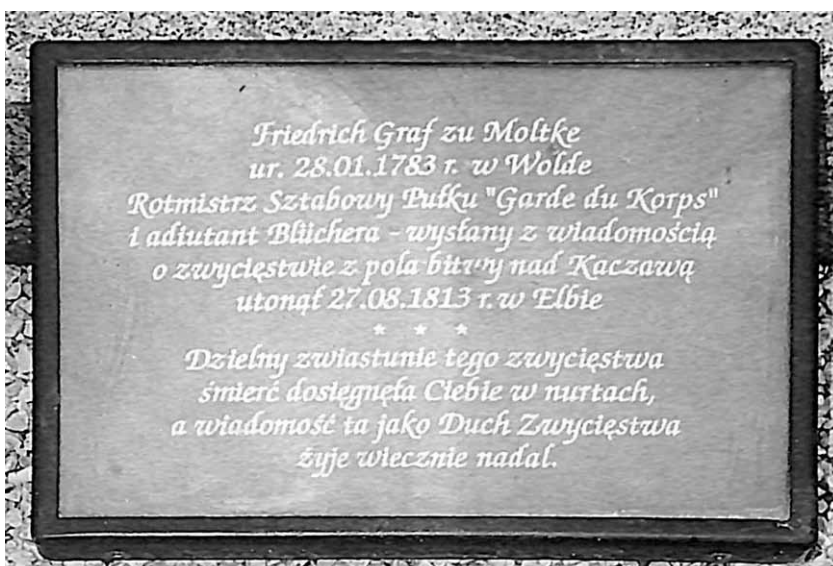 Friedrich Graf zu Moltke
ur. 28.01.1783 r. w Wolde
Rotmistrz Sztabowy Pułku "Garde du Korps"
i adiutant Blüchera - wysłany z wiadomością
o zwycięstwie z pola bitwy nad Kaczawą
utonął 27.08.1813 r. w Elbie
* * *
Dzielny zwiastunie tego zwycięstwa
śmierć dosięgnęła Ciebie w nurtach,
a wiadomość ta jako Duch Zwycięstwa
żyje wiecznie nadal.